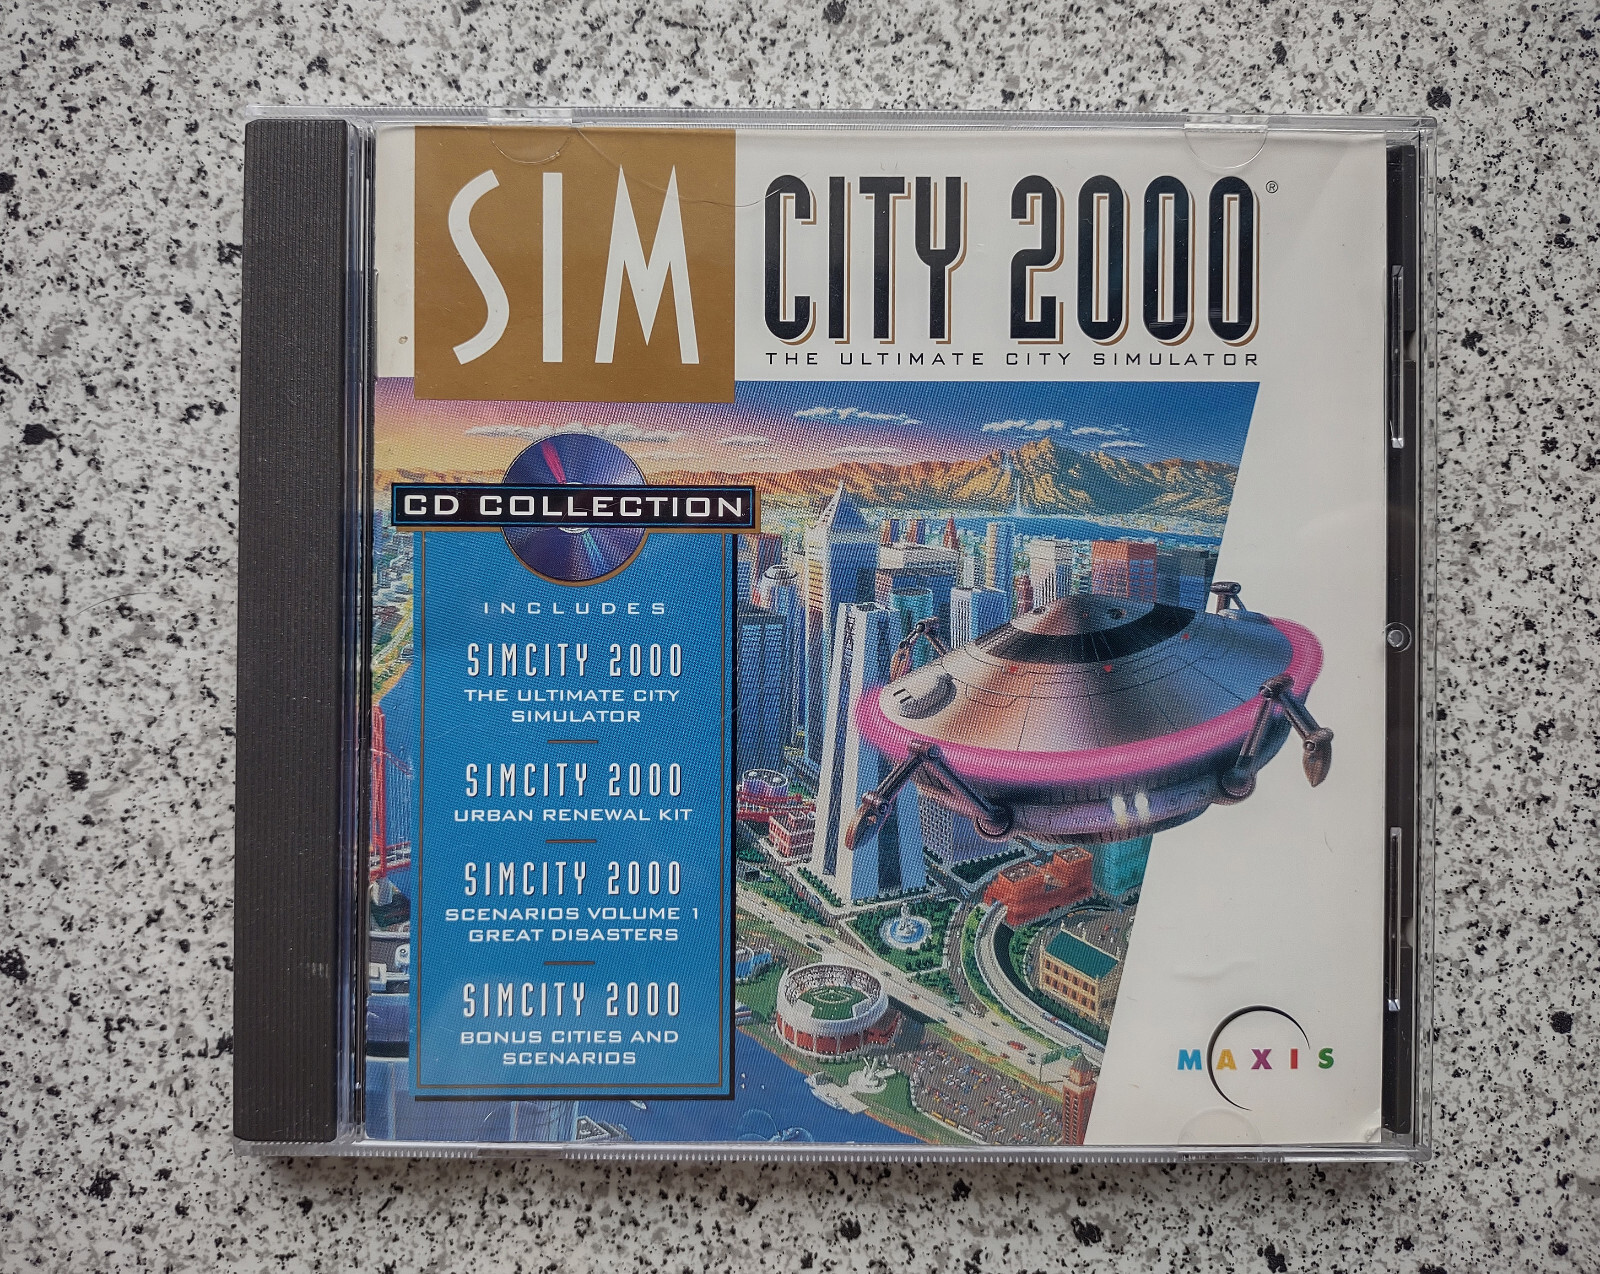 SIM CITY 2000®
THE ULTIMATE CITY SIMULATOR
CD COLLECTION
INCLUDES
SIMCITY 2000
THE ULTIMATE CITY
SIMULATOR
SIMCITY 2000
URBAN RENEWAL KIT
SIMCITY 2000
SCENARIOS VOLUME 1
GREAT DISASTERS
SIMCITY 2000
BONUS CITIES AND
SCENARIOS
MAXIS